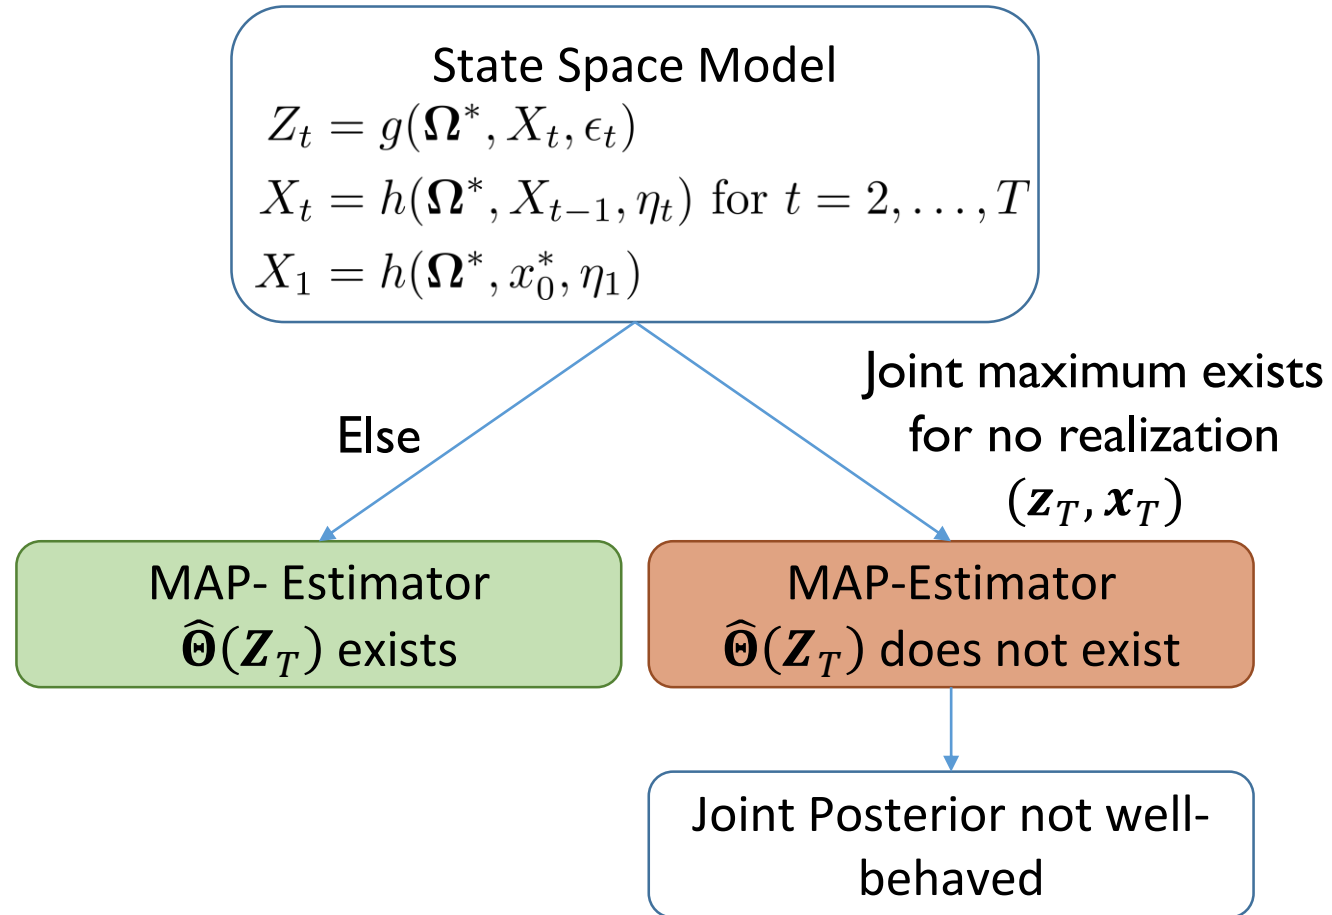 State Space Model
Z_t = g(Ω*, X_t, ϵ_t)
X_t = h(Ω*, X_{t−1}, η_t) for t = 2, . . . , T
X_1 = h(Ω*, x_0^*, η_1)
Else
Joint maximum exists
for no realization
(z_T, x_T)
MAP- Estimator
Θ̂(Z_T) exists
MAP-Estimator
Θ̂(Z_T) does not exist
Joint Posterior not well-
behaved